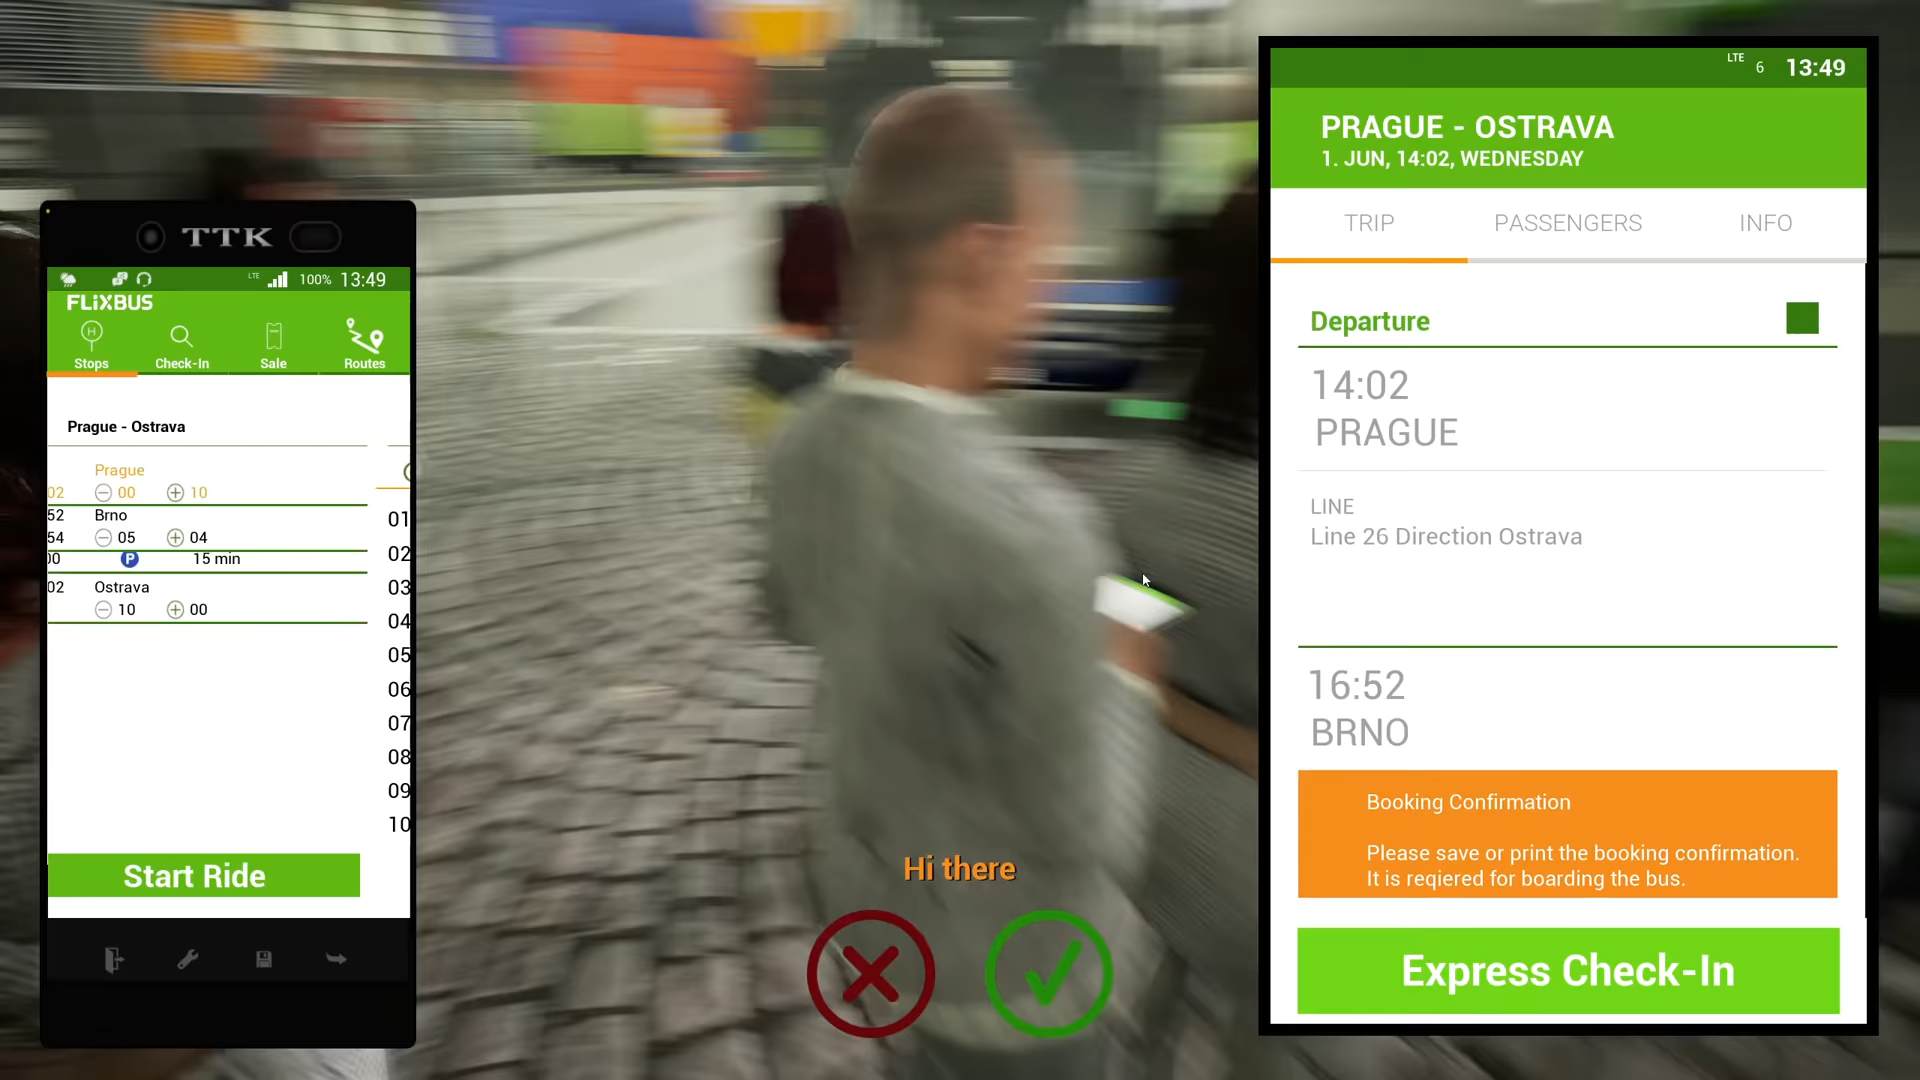 TTK
LTE 100% 13:49
FLiXBUS
Stops Check-In Sale Routes
Prague - Ostrava
Prague
02 00 10
52 Brno
54 05 04
00 P 15 min
02 Ostrava
10 00
01
02
03
04
05
06
07
08
09
10
Start Ride
Hi there
LTE 6 13:49
PRAGUE - OSTRAVA
1. JUN, 14:02, WEDNESDAY
TRIP PASSENGERS INFO
Departure
14:02
PRAGUE
LINE
Line 26 Direction Ostrava
16:52
BRNO
Booking Confirmation
Please save or print the booking confirmation.
It is reqiered for boarding the bus.
Express Check-In